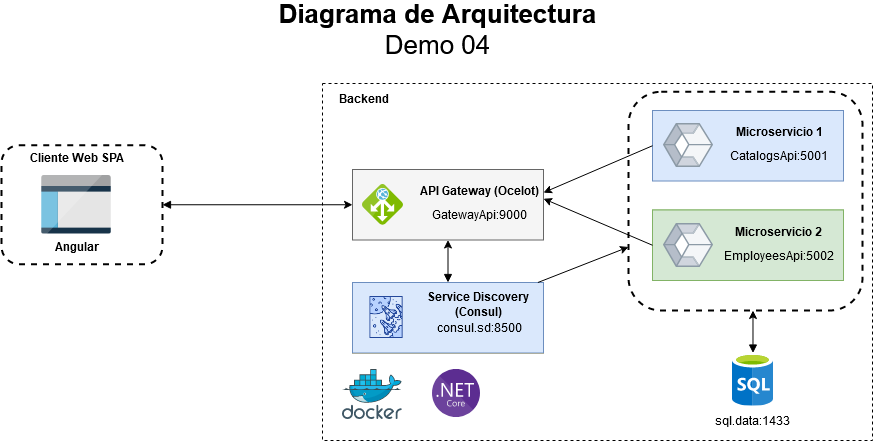 Diagrama de Arquitectura
Demo 04
Backend
Cliente Web SPA
Angular
API Gateway (Ocelot)
GatewayApi:9000
Service Discovery
(Consul)
consul.sd:8500
Microservicio 1
CatalogsApi:5001
Microservicio 2
EmployeesApi:5002
docker
.NET
Core
SQL
sql.data:1433